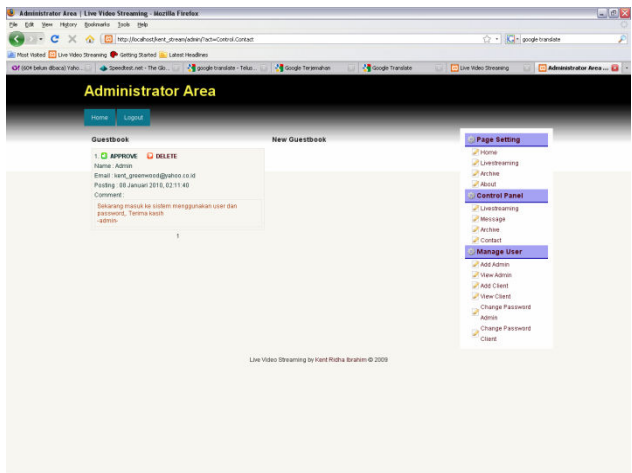 Administrator Area | Live Video Streaming - Mozilla Firefox
File Edit View History Bookmarks Tools Help
http://localhost/kent_stream/admin/?act=Control.Contact
google translate
Most Visited Live Video Streaming Getting Started Latest Headlines
(604 belum dibaca) Yaho...
Speedtest.net - The Glo...
google translate - Telus...
Google Terjemahan
Google Translate
Live Video Streaming
Administrator Area ...
Administrator Area
Home Logout
Guestbook
New Guestbook
1. APPROVE DELETE
Name : Admin
Email : kent_greenwood@yahoo.co.id
Posting : 08 Januari 2010, 02:11:40
Comment :
Sekarang masuk ke sistem menggunakan user dan
password, Terima kasih
-admin-
1
Page Setting
Home
Livestreaming
Archive
About
Control Panel
Livestreaming
Message
Archive
Contact
Manage User
Add Admin
View Admin
Add Client
View Client
Change Password
Admin
Change Password
Client
Live Video Streaming by Kent Ridha Ibrahim © 2009